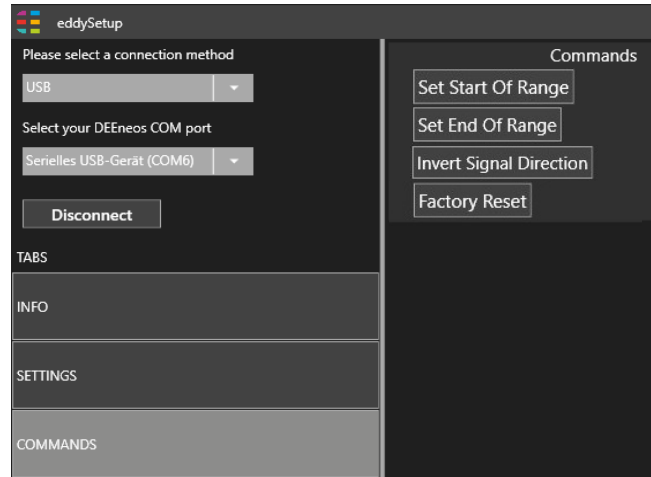 eddySetup
Please select a connection method
USB
Select your DEEneos COM port
Serielles USB-Gerät (COM6)
Disconnect
TABS
INFO
SETTINGS
COMMANDS
Commands
Set Start Of Range
Set End Of Range
Invert Signal Direction
Factory Reset